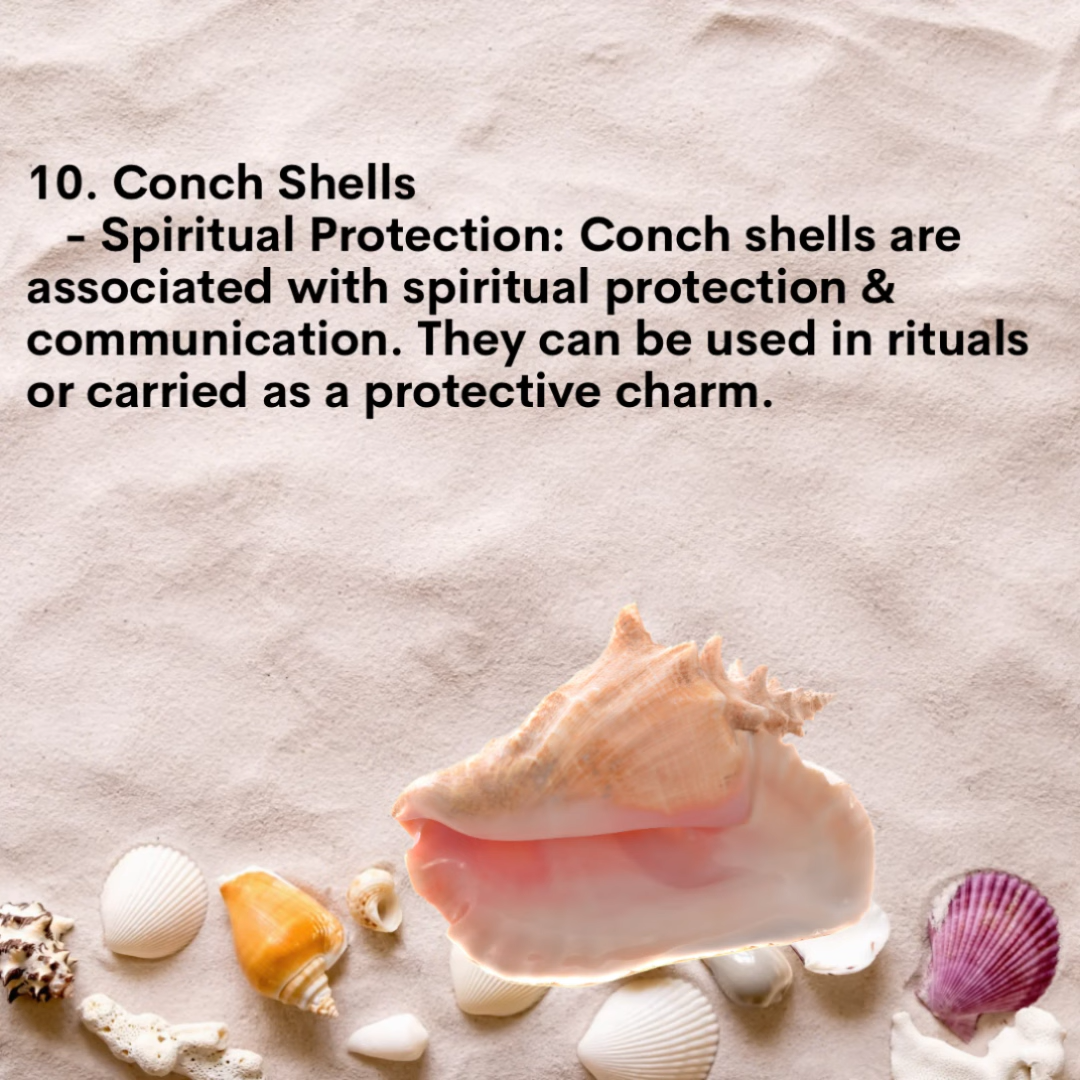 10. Conch Shells
- Spiritual Protection: Conch shells are
associated with spiritual protection &
communication. They can be used in rituals
or carried as a protective charm.